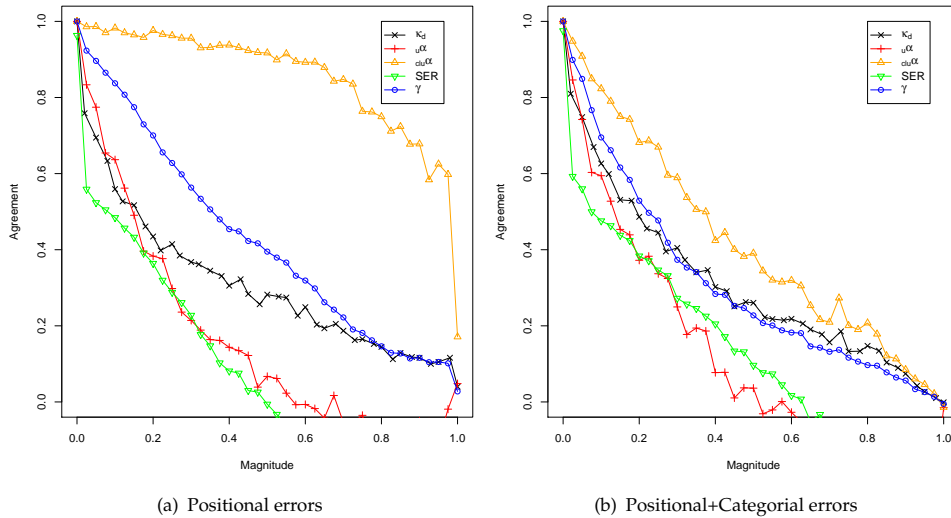 κd
uα
cluα
SER
γ
1.0
0.8
0.6
0.4
0.2
0.0
Agreement
0.0 0.2 0.4 0.6 0.8 1.0
Magnitude
(a) Positional errors
κd
uα
cluα
SER
γ
1.0
0.8
0.6
0.4
0.2
0.0
Agreement
0.0 0.2 0.4 0.6 0.8 1.0
Magnitude
(b) Positional+Categorial errors